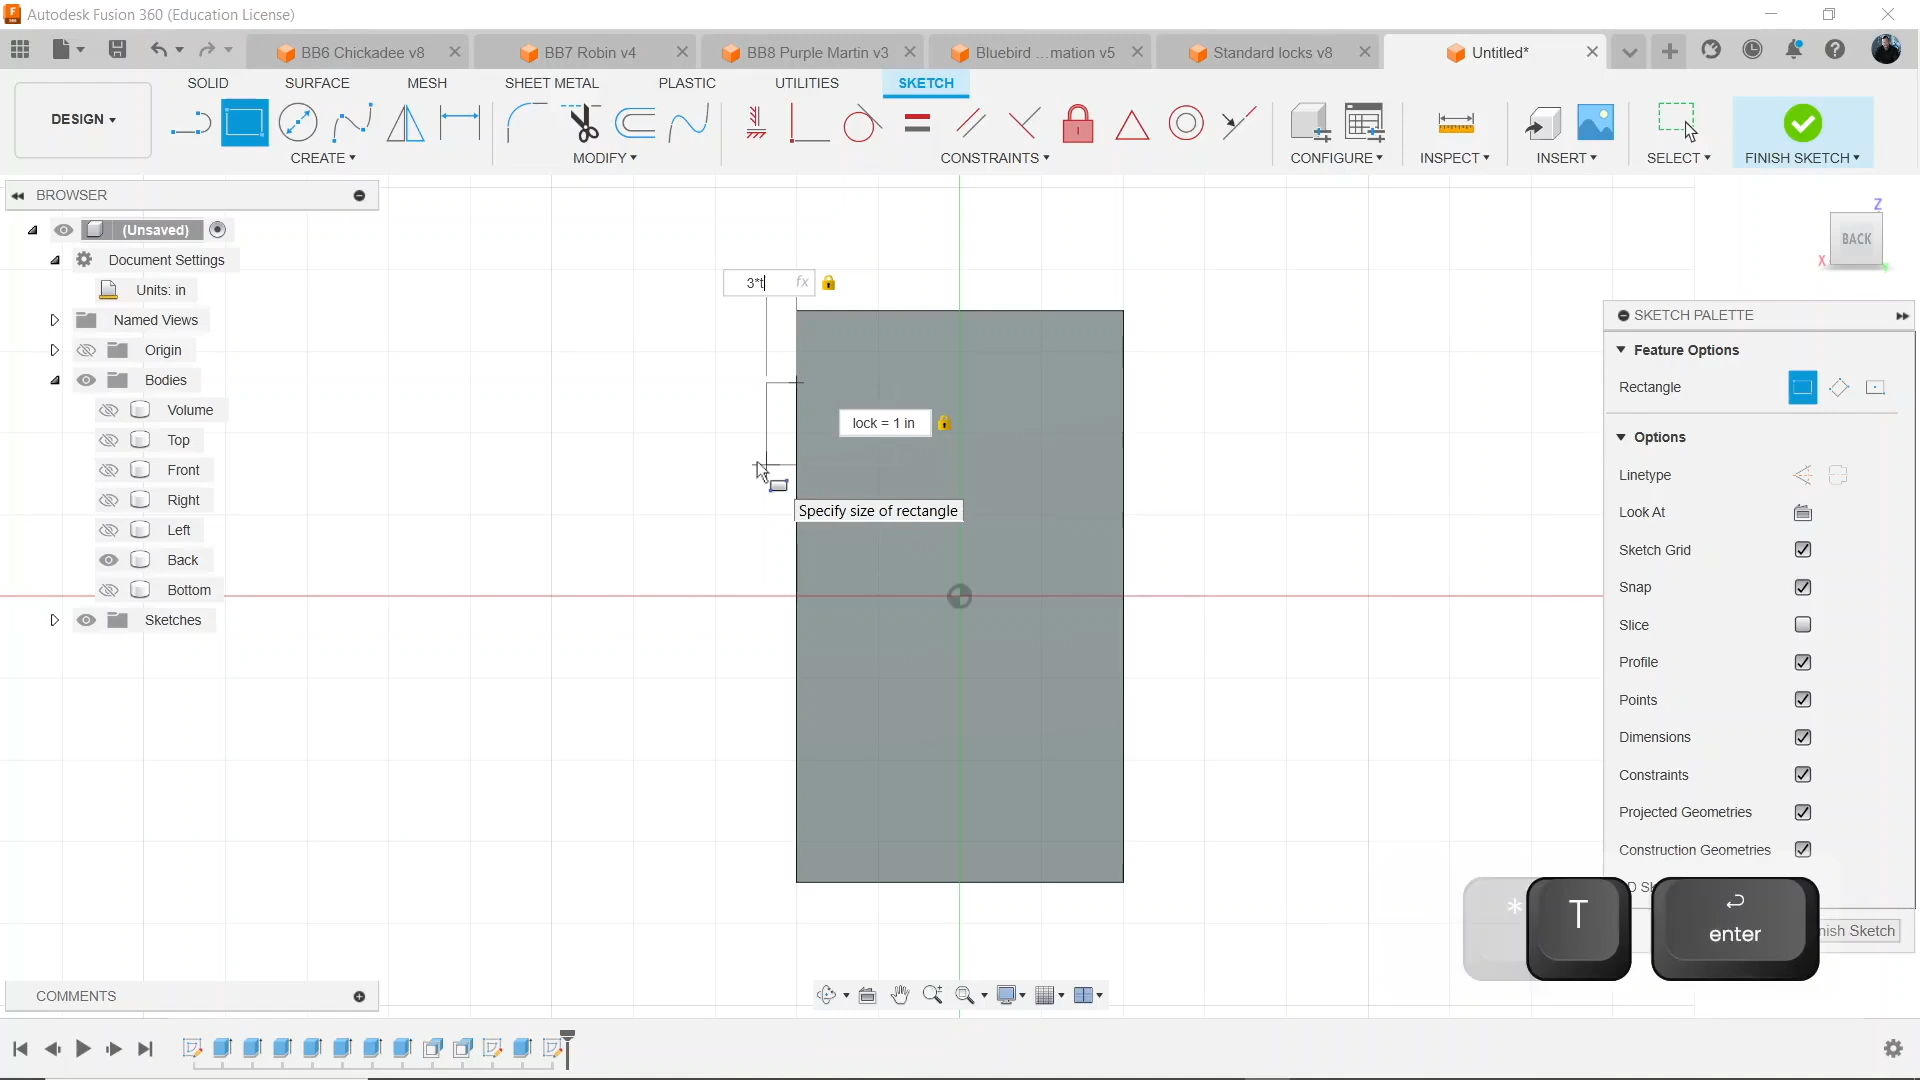 Autodesk Fusion 360 (Education License)
BB6 Chickadee v8
BB7 Robin v4
BB8 Purple Martin v3
Bluebird ...mation v5
Standard locks v8
Untitled*
SOLID
SURFACE
MESH
SHEET METAL
PLASTIC
UTILITIES
SKETCH
DESIGN
CREATE
MODIFY
CONSTRAINTS
CONFIGURE
INSPECT
INSERT
SELECT
FINISH SKETCH
BROWSER
(Unsaved)
Document Settings
Units: in
Named Views
Origin
Bodies
Volume
Top
Front
Right
Left
Back
Bottom
Sketches
3*t
fx
lock = 1 in
Specify size of rectangle
Z
BACK
X
SKETCH PALETTE
Feature Options
Rectangle
Options
Linetype
Look At
Sketch Grid
Snap
Slice
Profile
Points
Dimensions
Constraints
Projected Geometries
Construction Geometries
nish Sketch
*
T
enter
COMMENTS